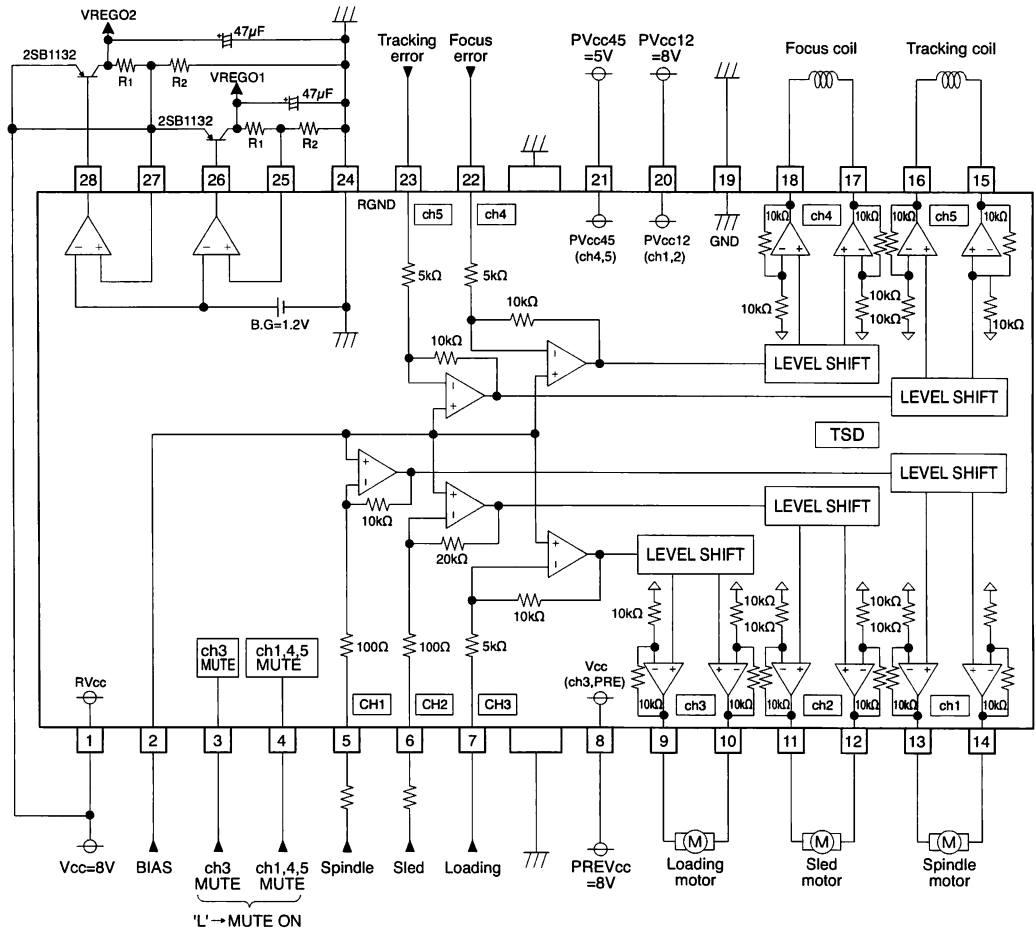 VREGO2
47μF
2SB1132
R1
R2
VREGO1
47μF
2SB1132
R1
R2
Tracking error
Focus error
PVcc45 =5V
PVcc12 =8V
Focus coil
Tracking coil
28
27
26
25
24
23
22
21
20
19
18
17
16
15
RGND
ch5
ch4
PVcc45 (ch4,5)
PVcc12 (ch1,2)
GND
10kΩ
ch4
10kΩ
10kΩ
ch5
10kΩ
- +
- +
+ -
+ -
- +
+ -
5kΩ
5kΩ
B.G=1.2V
10kΩ
10kΩ
10kΩ
10kΩ
10kΩ
10kΩ
10kΩ
- +
LEVEL SHIFT
- +
LEVEL SHIFT
TSD
+ -
LEVEL SHIFT
10kΩ
+ -
LEVEL SHIFT
20kΩ
+ -
LEVEL SHIFT
10kΩ
10kΩ
10kΩ
10kΩ
10kΩ
10kΩ
ch3 MUTE
ch1,4,5 MUTE
100Ω
100Ω
5kΩ
RVcc
CH1
CH2
CH3
Vcc (ch3,PRE)
- +
+ -
- +
+ -
- +
+ -
10kΩ
ch3
10kΩ
10kΩ
ch2
10kΩ
10kΩ
ch1
10kΩ
1
2
3
4
5
6
7
8
9
10
11
12
13
14
Vcc=8V
BIAS
ch3 MUTE
ch1,4,5 MUTE
Spindle
Sled
Loading
PREVcc =8V
M
Loading motor
M
Sled motor
M
Spindle motor
'L'→MUTE ON